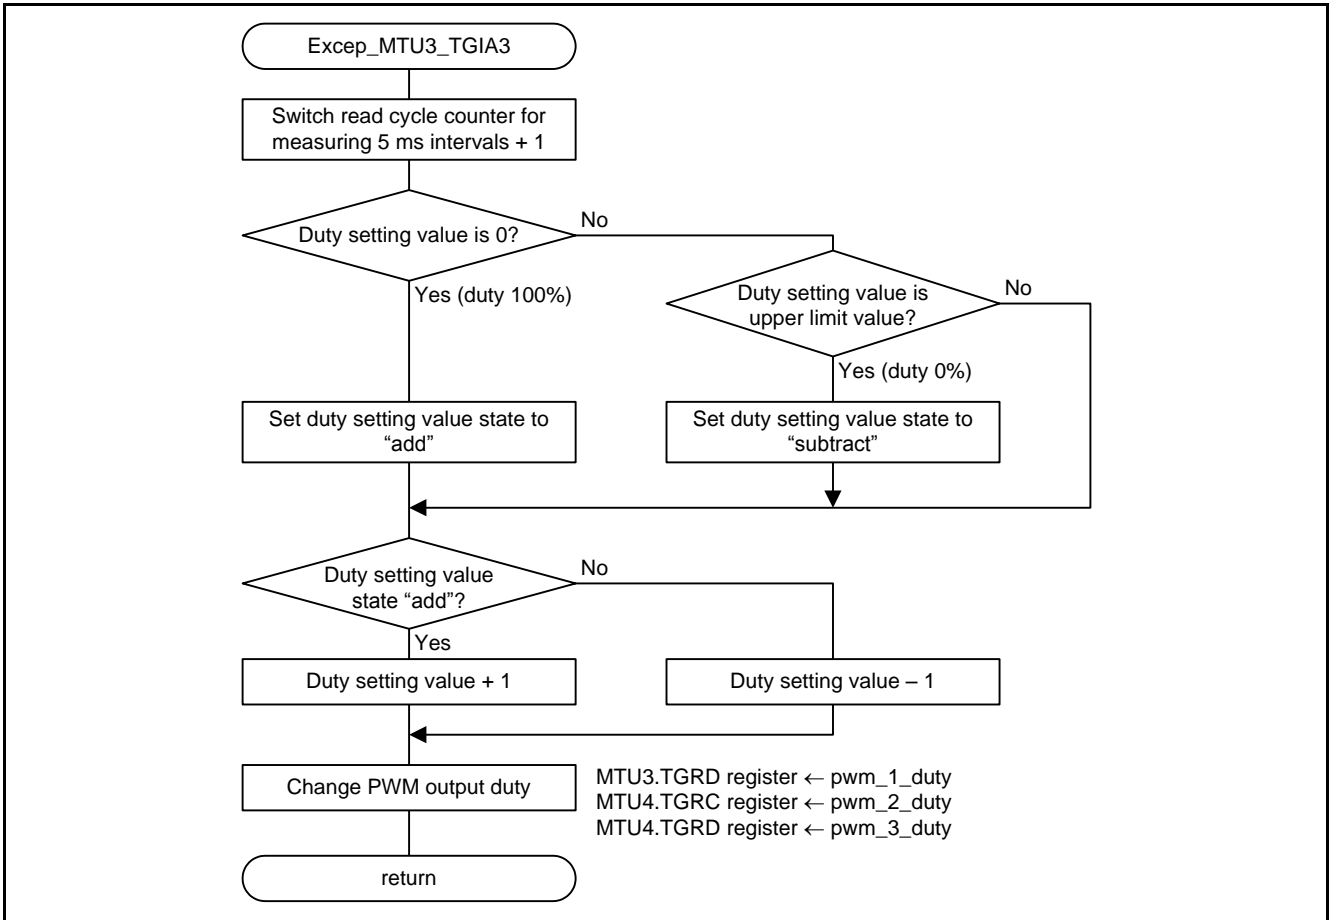 Excep_MTU3_TGIA3
Switch read cycle counter for
measuring 5 ms intervals + 1
Duty setting value is 0?
No
Yes (duty 100%)
Duty setting value is
upper limit value?
No
Yes (duty 0%)
Set duty setting value state to
“add”
Set duty setting value state to
“subtract”
Duty setting value
state “add”?
No
Yes
Duty setting value + 1
Duty setting value – 1
Change PWM output duty
MTU3.TGRD register ← pwm_1_duty
MTU4.TGRC register ← pwm_2_duty
MTU4.TGRD register ← pwm_3_duty
return